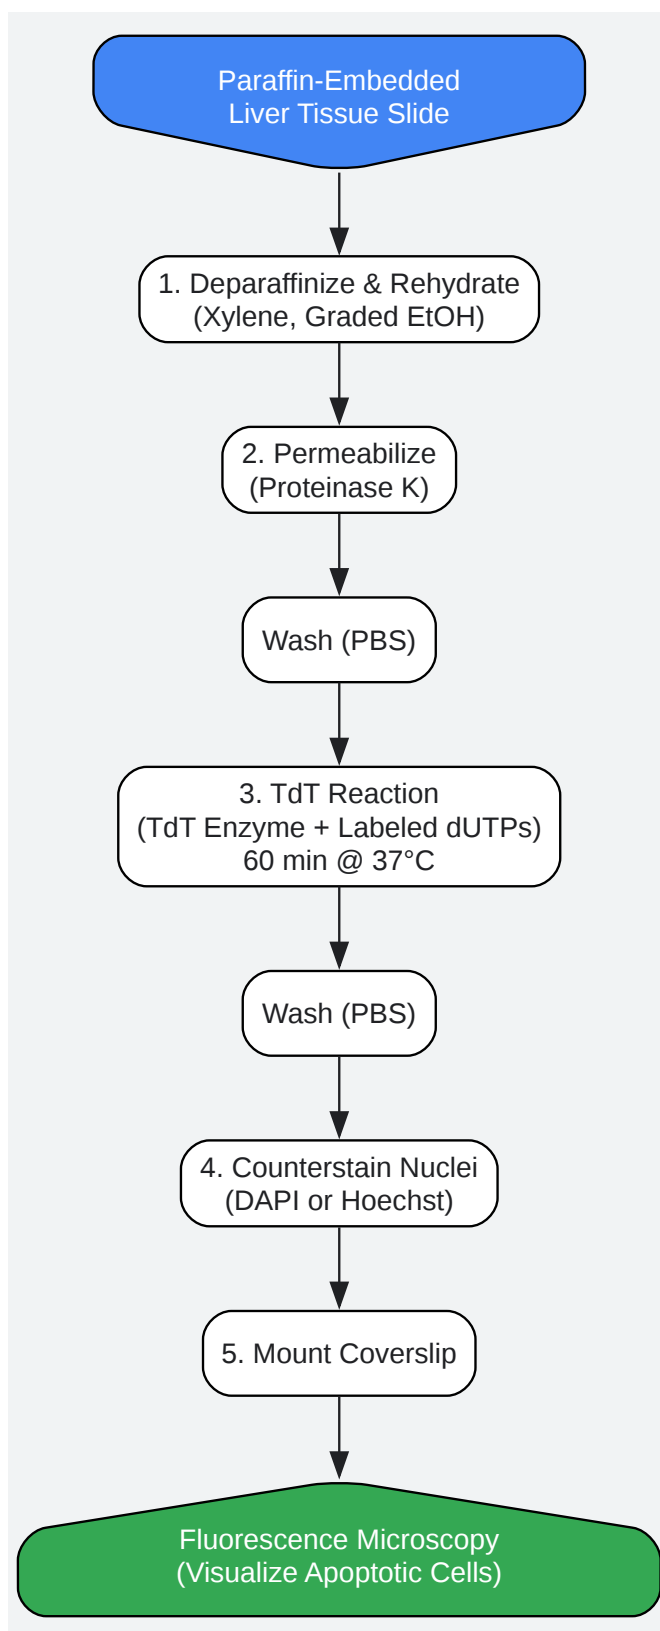 Paraffin-Embedded
Liver Tissue Slide
1. Deparaffinize & Rehydrate
(Xylene, Graded EtOH)
2. Permeabilize
(Proteinase K)
Wash (PBS)
3. TdT Reaction
(TdT Enzyme + Labeled dUTPs)
60 min @ 37°C
Wash (PBS)
4. Counterstain Nuclei
(DAPI or Hoechst)
5. Mount Coverslip
Fluorescence Microscopy
(Visualize Apoptotic Cells)